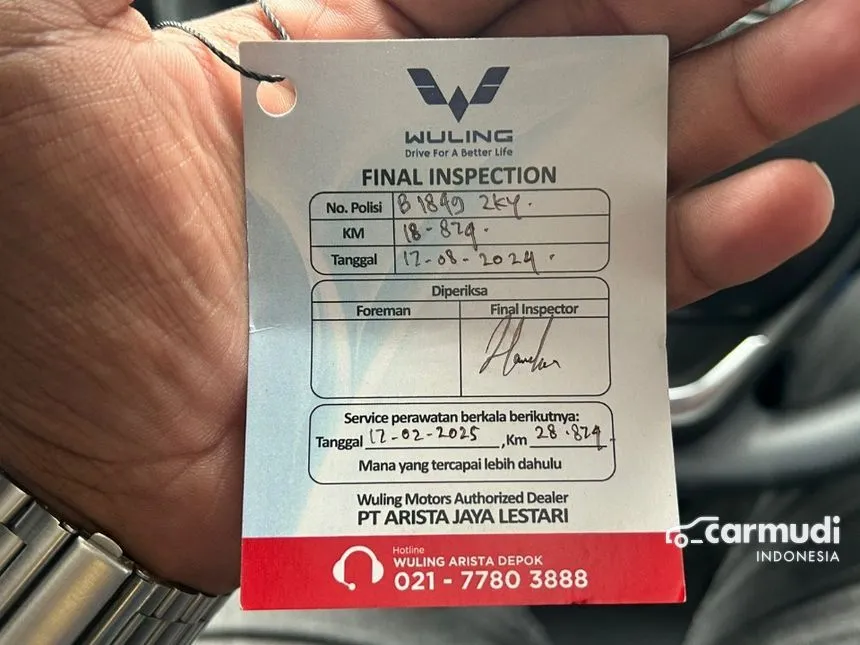 WULING
Drive For A Better Life
FINAL INSPECTION
No. Polisi B 1849 ZKY.
KM 18-824.
Tanggal 17-08-2024.
Diperiksa
Foreman Final Inspector
Service perawatan berkala berikutnya:
Tanggal 17-02-2025, Km 28.824
Mana yang tercapai lebih dahulu
Wuling Motors Authorized Dealer
PT ARISTA JAYA LESTARI
Hotline
WULING ARISTA DEPOK
021 - 7780 3888
carmudi
INDONESIA